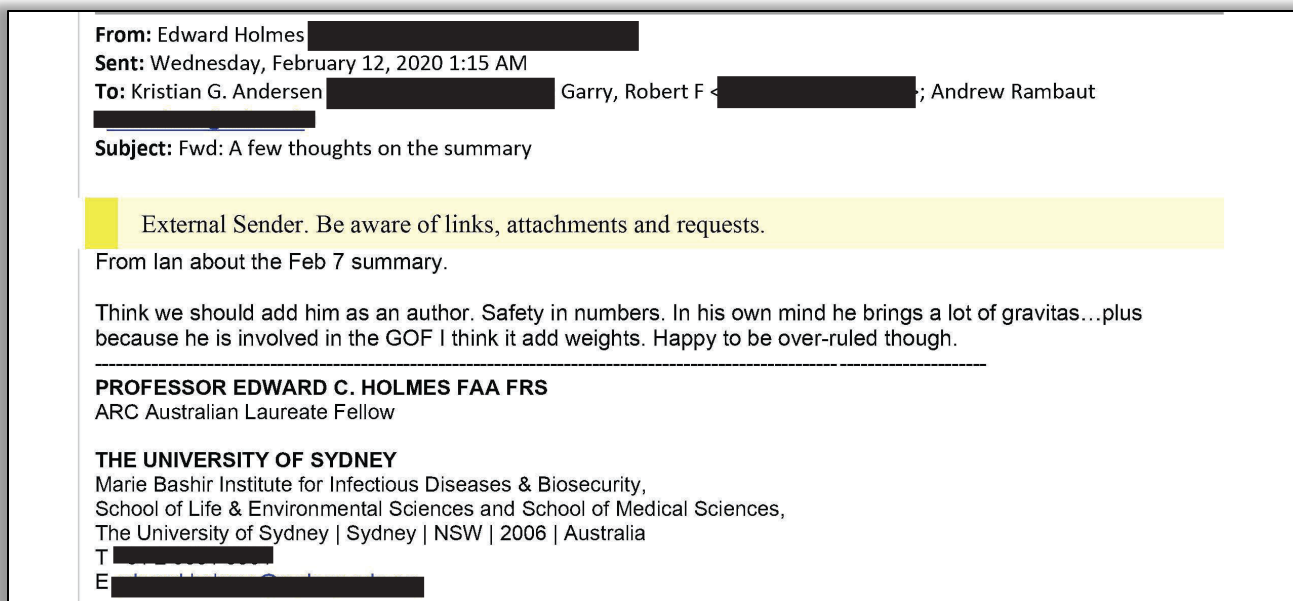 From: Edward Holmes
Sent: Wednesday, February 12, 2020 1:15 AM
To: Kristian G. Andersen Garry, Robert F < ; Andrew Rambaut
Subject: Fwd: A few thoughts on the summary
External Sender. Be aware of links, attachments and requests.
From Ian about the Feb 7 summary.
Think we should add him as an author. Safety in numbers. In his own mind he brings a lot of gravitas…plus
because he is involved in the GOF I think it add weights. Happy to be over-ruled though.
PROFESSOR EDWARD C. HOLMES FAA FRS
ARC Australian Laureate Fellow
THE UNIVERSITY OF SYDNEY
Marie Bashir Institute for Infectious Diseases & Biosecurity,
School of Life & Environmental Sciences and School of Medical Sciences,
The University of Sydney | Sydney | NSW | 2006 | Australia
T
E